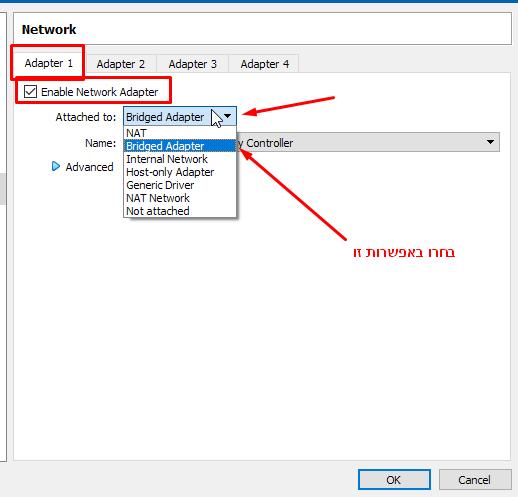 Network
Adapter 1 Adapter 2 Adapter 3 Adapter 4
Enable Network Adapter
Attached to: Bridged Adapter
NAT
Name: Bridged Adapter y Controller
Internal Network
Advanced Host-only Adapter
Generic Driver
NAT Network
Not attached
בחרו באפשרות זו
OK Cancel